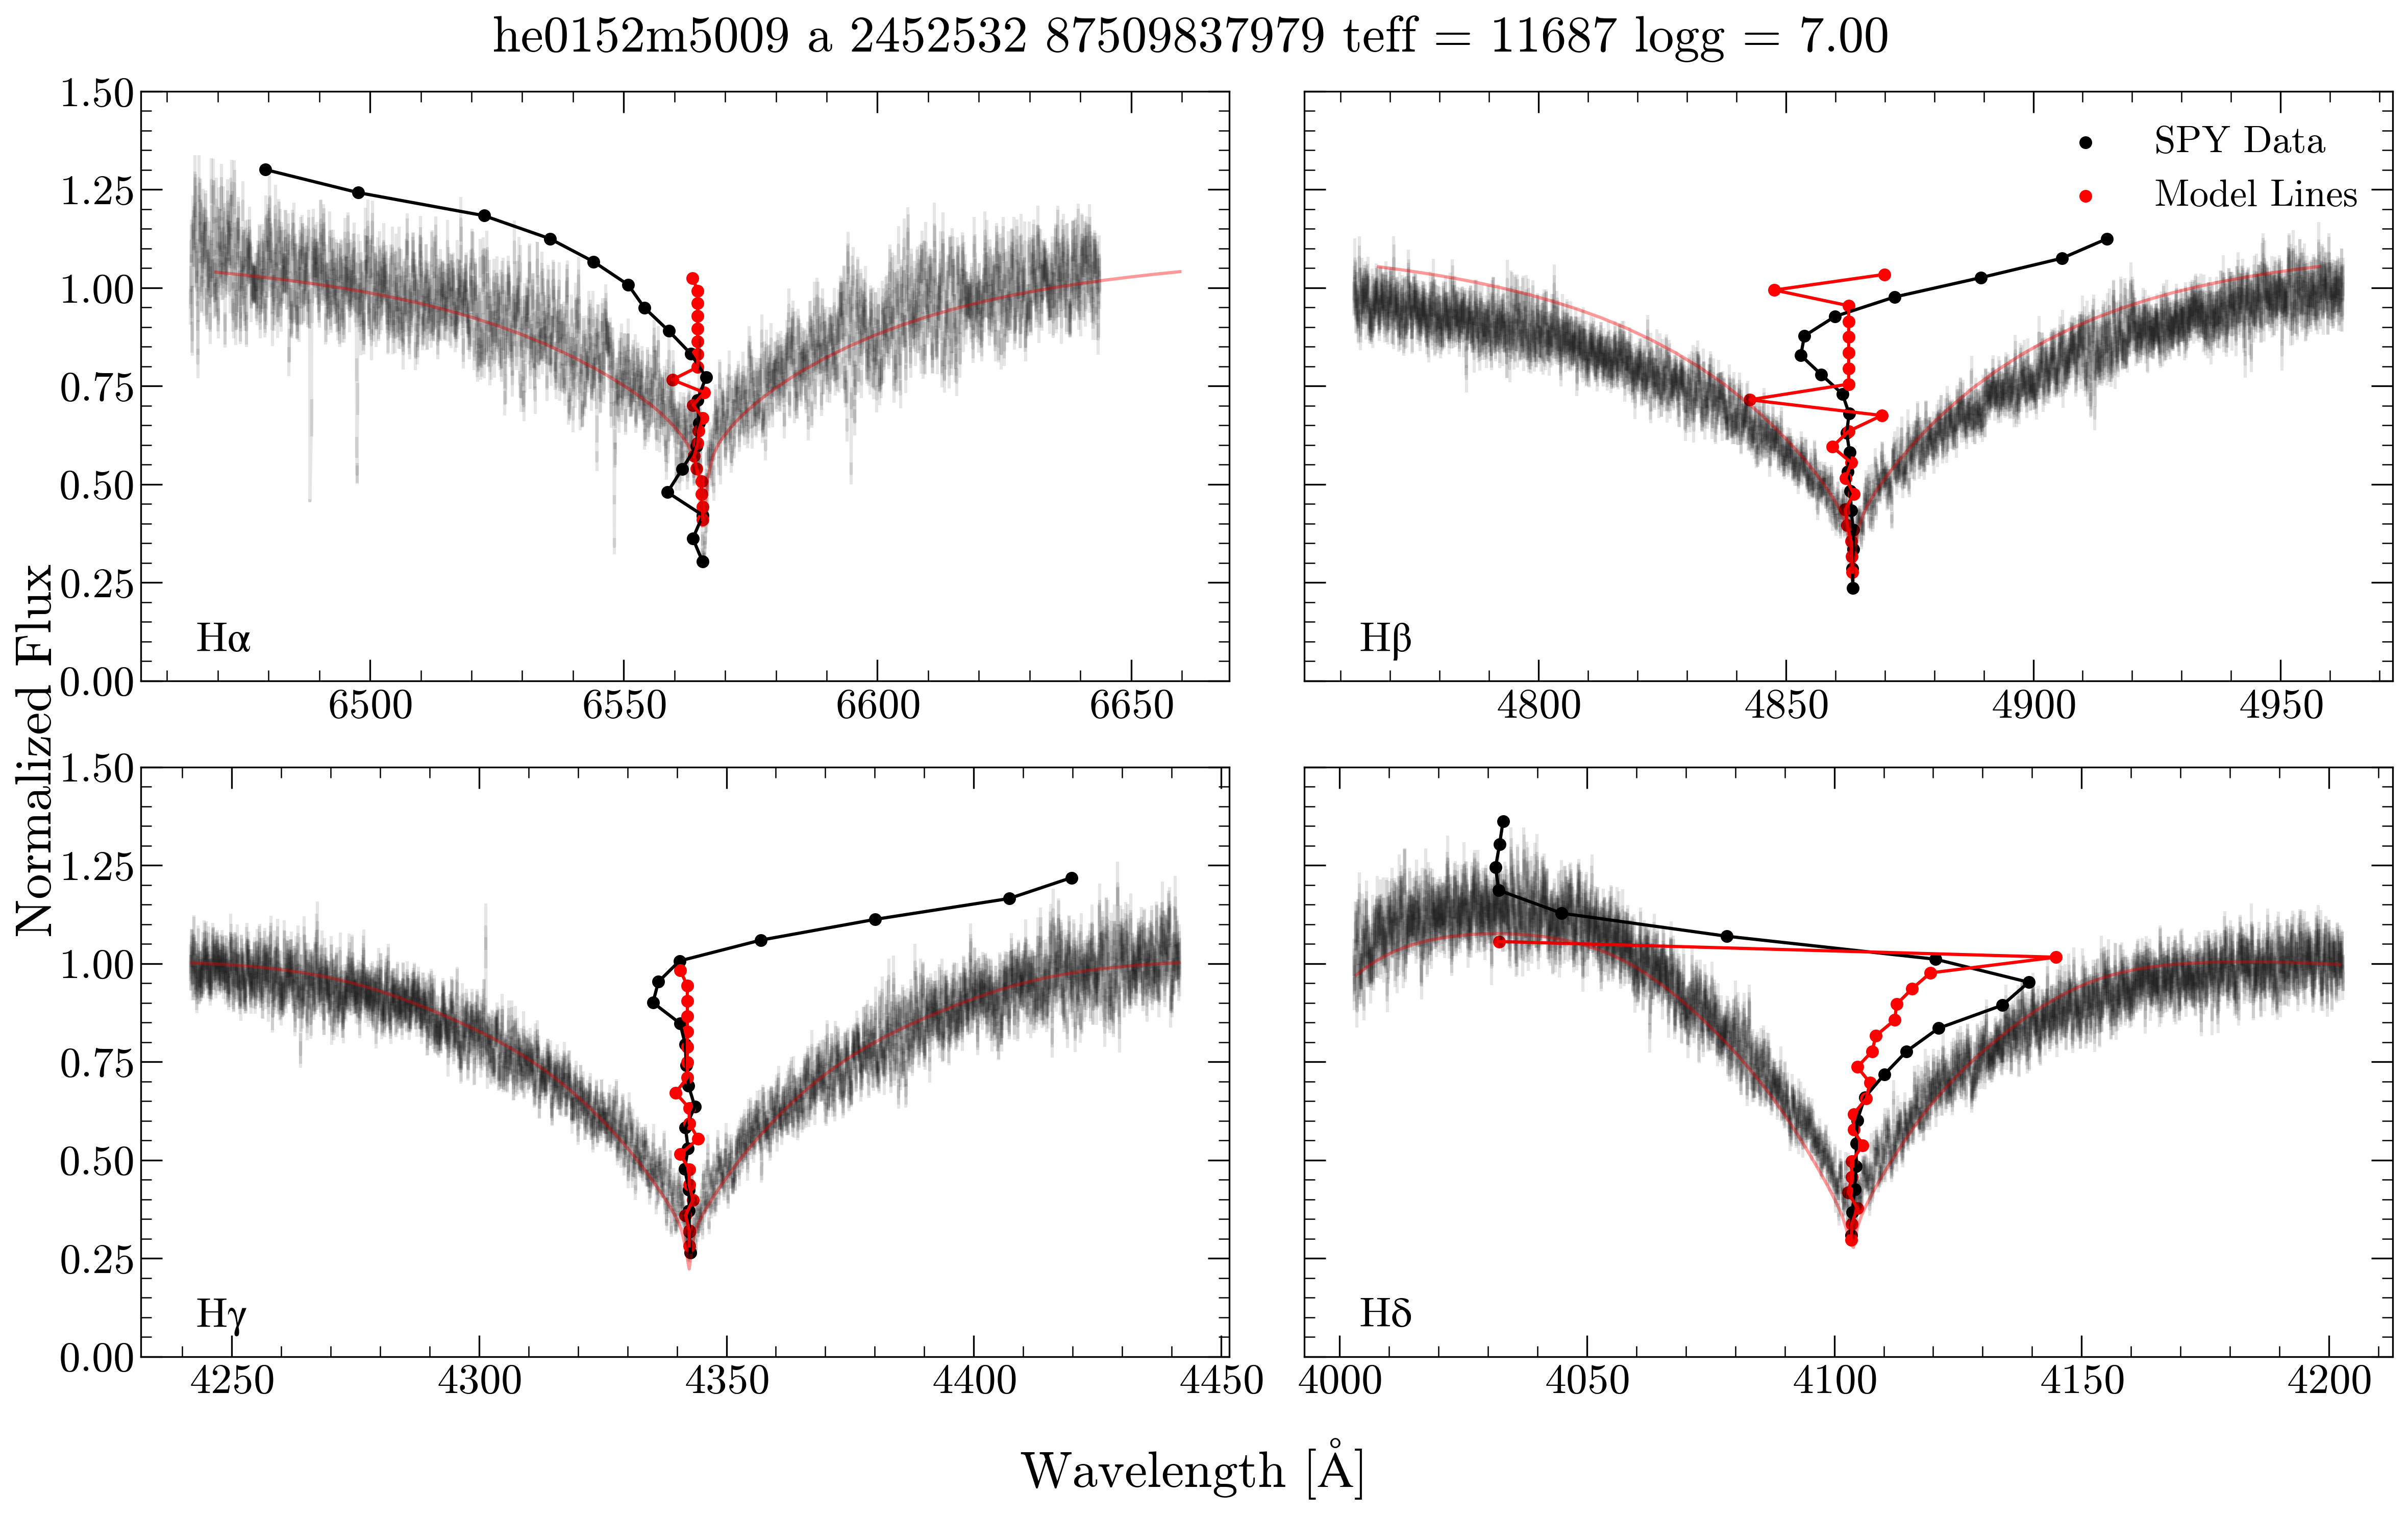 he0152m5009 a 2452532 87509837979 teff = 11687 logg = 7.00
Normalized Flux
1.50
1.25
1.00
0.75
0.50
0.25
0.00
Hα
6500 6550 6600 6650
SPY Data
Model Lines
Hβ
4800 4850 4900 4950
1.50
1.25
1.00
0.75
0.50
0.25
0.00
Hγ
4250 4300 4350 4400 4450
Hδ
4000 4050 4100 4150 4200
Wavelength [Å]